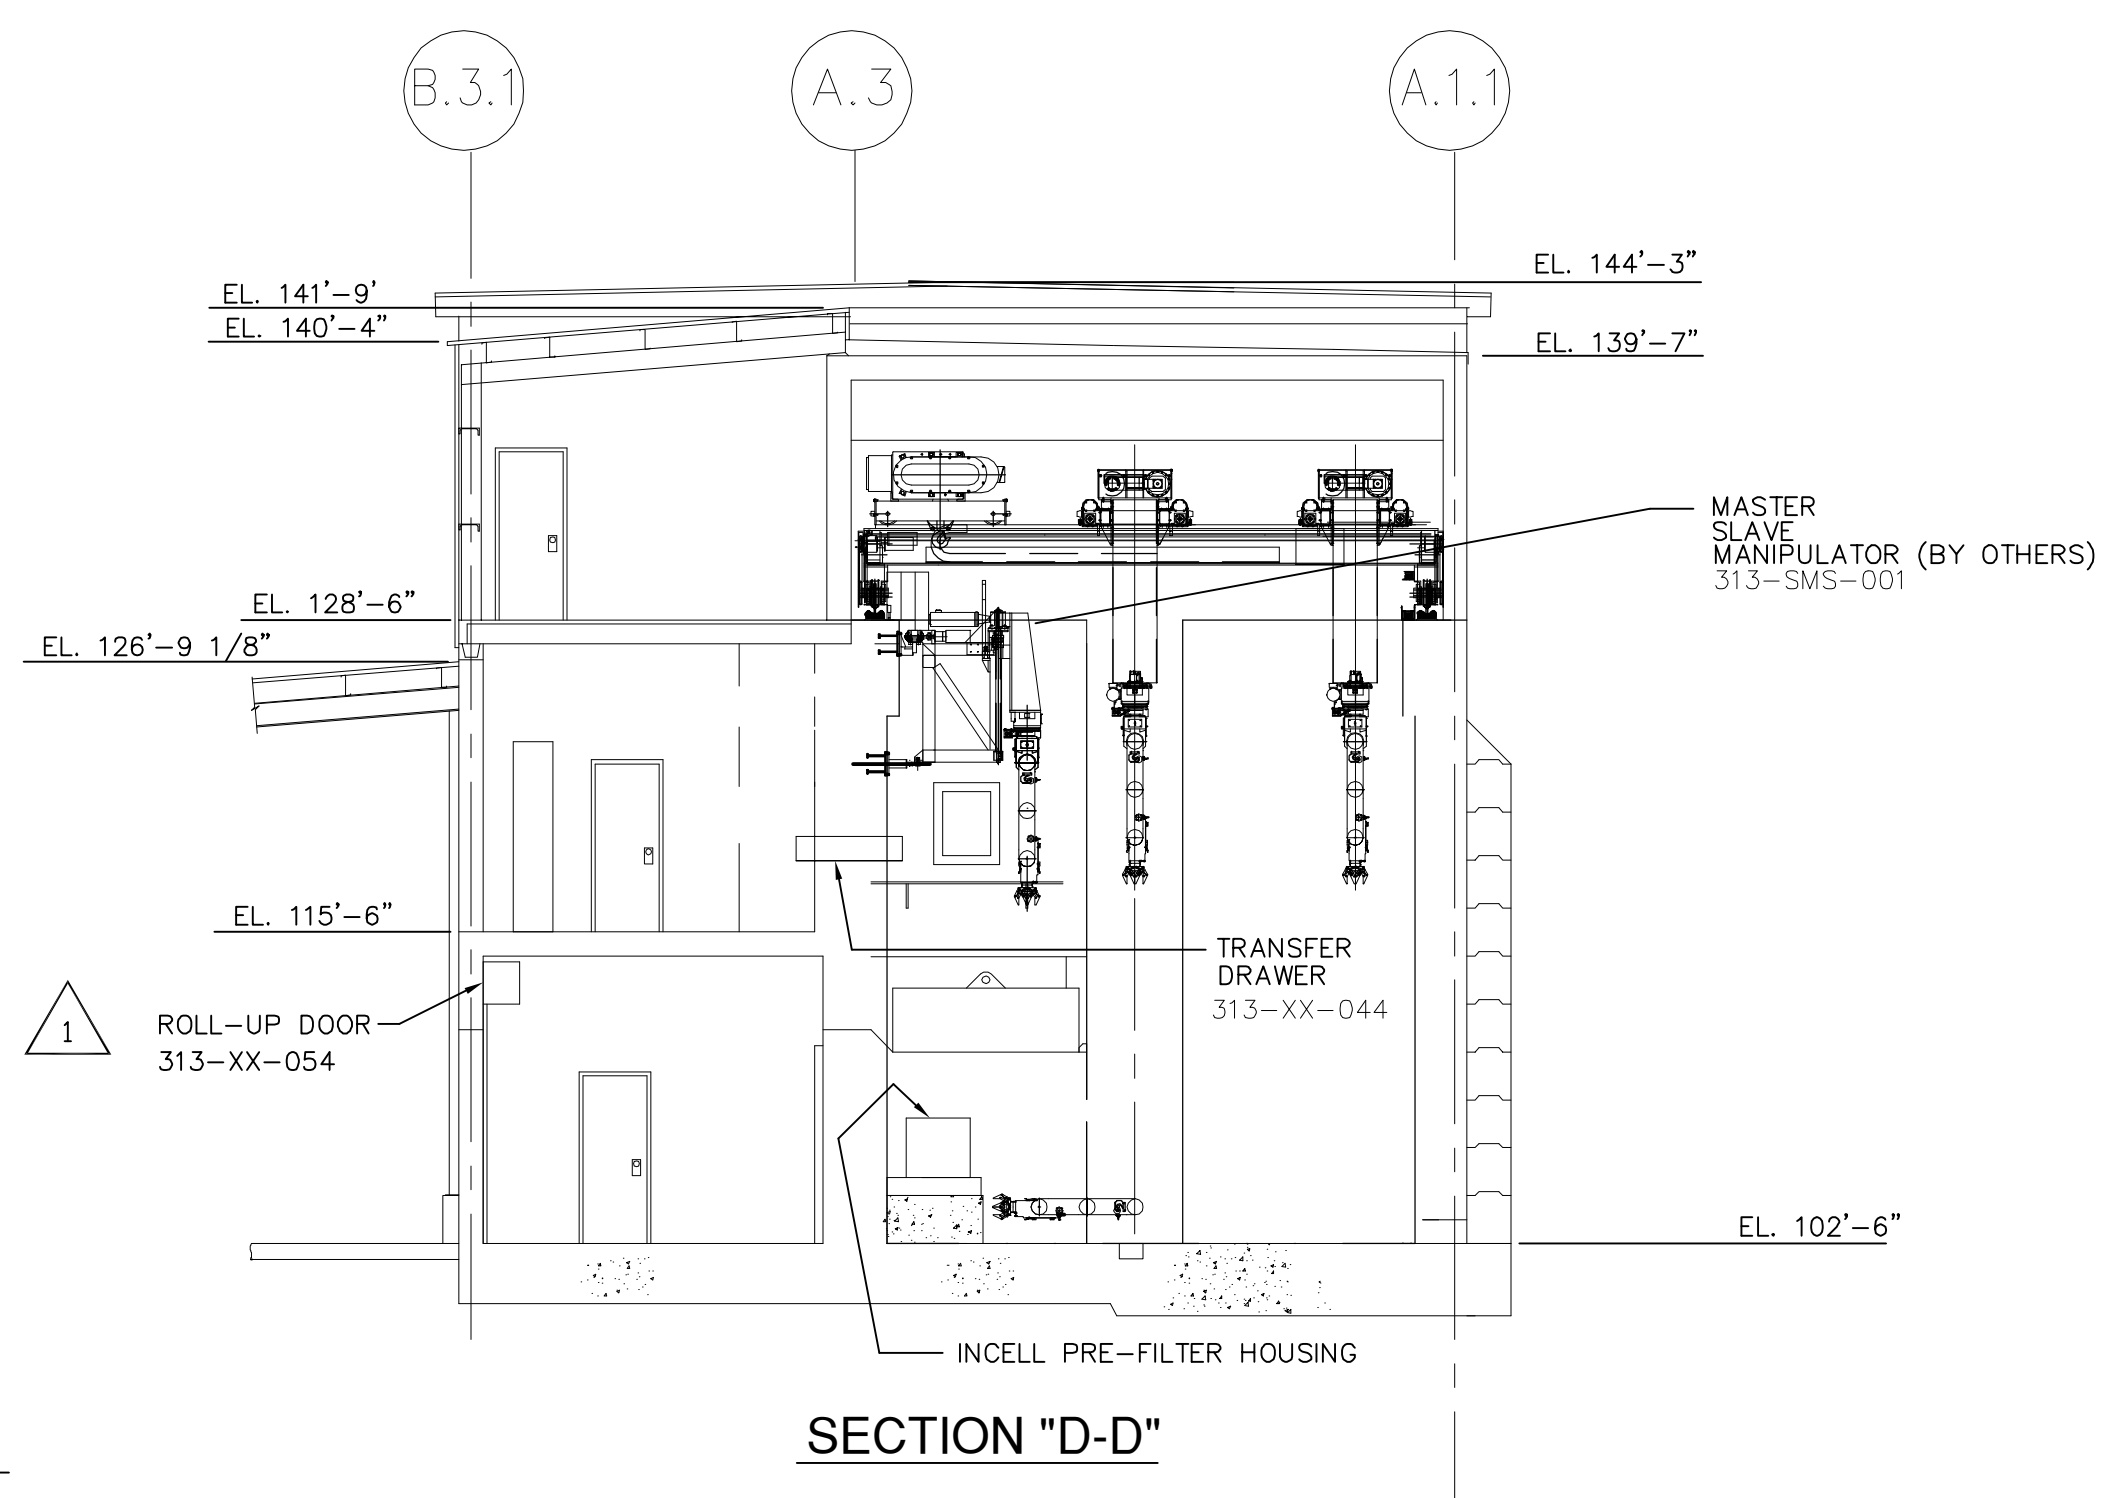 B.3.1
A.3
A.1.1
EL. 144'-3"
EL. 141'-9'
EL. 140'-4"
EL. 139'-7"
MASTER
SLAVE
MANIPULATOR (BY OTHERS)
313-SMS-001
EL. 128'-6"
EL. 126'-9 1/8"
EL. 115'-6"
TRANSFER
DRAWER
313-XX-044
1
ROLL-UP DOOR
313-XX-054
EL. 102'-6"
INCELL PRE-FILTER HOUSING
SECTION "D-D"